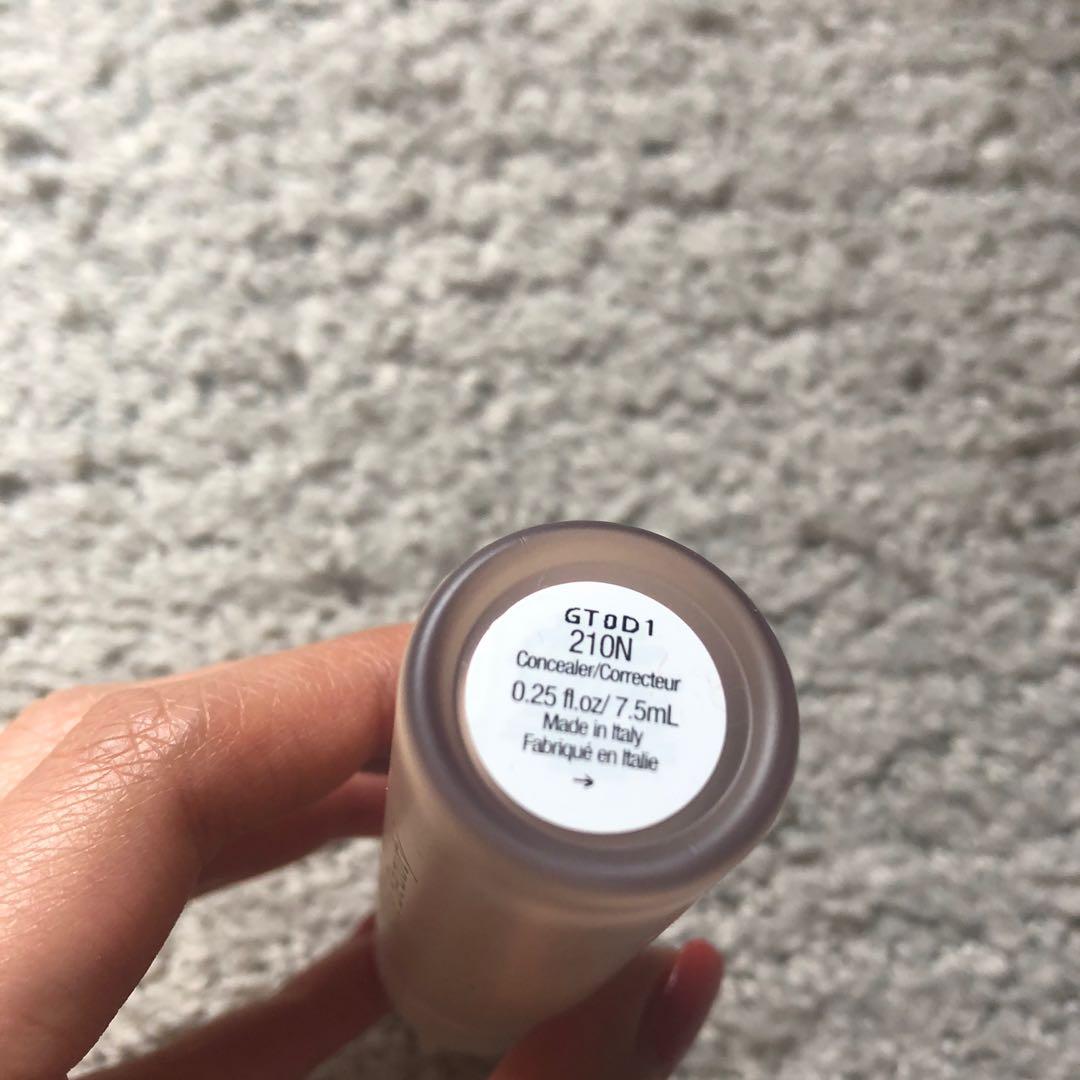 GT0D1
210N
Concealer/Correcteur
0.25 fl.oz/ 7.5mL
Made in Italy
Fabriqué en Italie
→